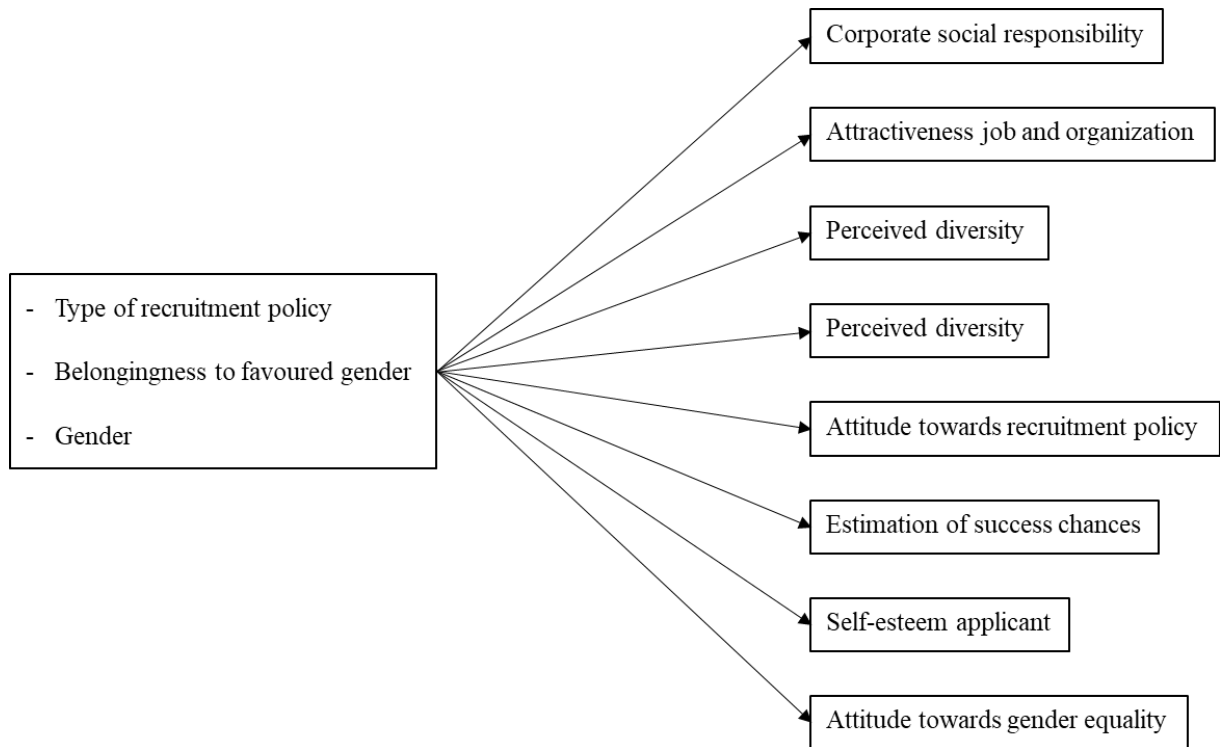 Corporate social responsibility
Attractiveness job and organization
Perceived diversity
Perceived diversity
- Type of recruitment policy
- Belongingness to favoured gender
- Gender
Attitude towards recruitment policy
Estimation of success chances
Self-esteem applicant
Attitude towards gender equality